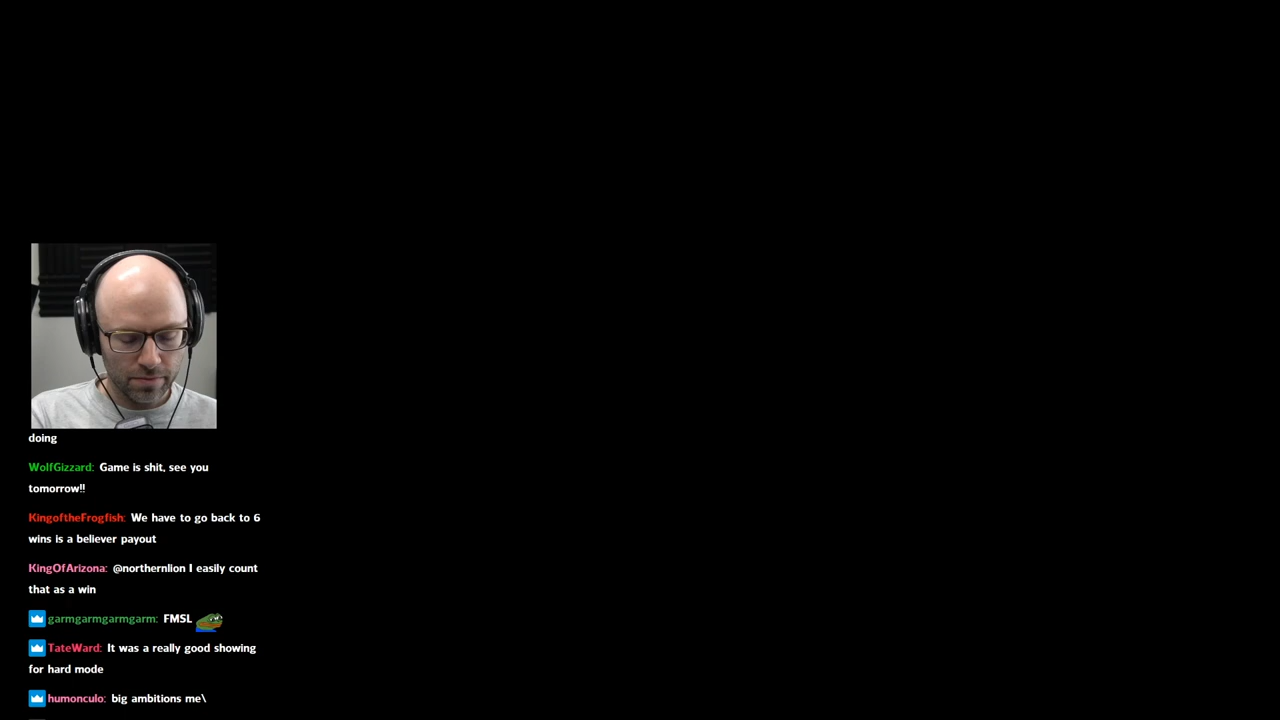 doing
WolfGizzard: Game is shit, see you
tomorrow!!
KingoftheFrogfish: We have to go back to 6
wins is a believer payout
KingOfArizona: @northernlion I easily count
that as a win
garmgarmgarmgarm: FMSL
TateWard: It was a really good showing
for hard mode
humonculo: big ambitions me\